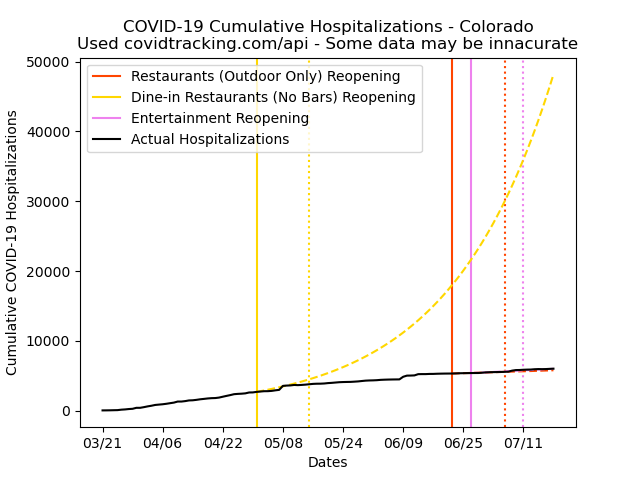 COVID-19 Cumulative Hospitalizations - Colorado
Used covidtracking.com/api - Some data may be innacurate
Restaurants (Outdoor Only) Reopening
Dine-in Restaurants (No Bars) Reopening
Entertainment Reopening
Actual Hospitalizations
Cumulative COVID-19 Hospitalizations
50000
40000
30000
20000
10000
0
03/21 04/06 04/22 05/08 05/24 06/09 06/25 07/11
Dates